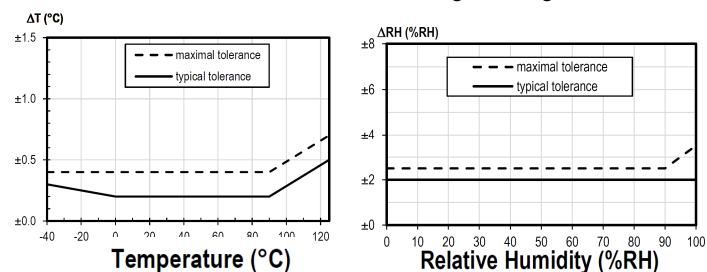 ΔT (°C)
±1.5
±1.0
±0.5
±0.0
maximal tolerance
typical tolerance
-40 -20 0 20 40 60 80 100 120
Temperature (°C)
ΔRH (%RH)
±8
±6
±4
±2
±0
maximal tolerance
typical tolerance
0 10 20 30 40 50 60 70 80 90 100
Relative Humidity (%RH)